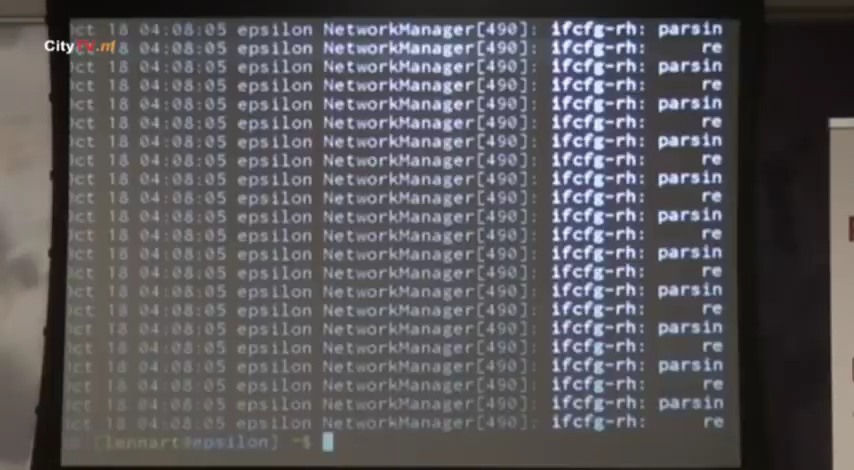 CityTV.nl
Oct 18 04:08:05 epsilon NetworkManager[490]: ifcfg-rh: parsin
Oct 18 04:08:05 epsilon NetworkManager[490]: ifcfg-rh: re
Oct 18 04:08:05 epsilon NetworkManager[490]: ifcfg-rh: parsin
Oct 18 04:08:05 epsilon NetworkManager[490]: ifcfg-rh: re
Oct 18 04:08:05 epsilon NetworkManager[490]: ifcfg-rh: parsin
Oct 18 04:08:05 epsilon NetworkManager[490]: ifcfg-rh: re
Oct 18 04:08:05 epsilon NetworkManager[490]: ifcfg-rh: parsin
Oct 18 04:08:05 epsilon NetworkManager[490]: ifcfg-rh: re
Oct 18 04:08:05 epsilon NetworkManager[490]: ifcfg-rh: parsin
Oct 18 04:08:05 epsilon NetworkManager[490]: ifcfg-rh: re
Oct 18 04:08:05 epsilon NetworkManager[490]: ifcfg-rh: parsin
Oct 18 04:08:05 epsilon NetworkManager[490]: ifcfg-rh: re
Oct 18 04:08:05 epsilon NetworkManager[490]: ifcfg-rh: parsin
Oct 18 04:08:05 epsilon NetworkManager[490]: ifcfg-rh: re
Oct 18 04:08:05 epsilon NetworkManager[490]: ifcfg-rh: parsin
Oct 18 04:08:05 epsilon NetworkManager[490]: ifcfg-rh: re
Oct 18 04:08:05 epsilon NetworkManager[490]: ifcfg-rh: parsin
Oct 18 04:08:05 epsilon NetworkManager[490]: ifcfg-rh: re
Oct 18 04:08:05 epsilon NetworkManager[490]: ifcfg-rh: parsin
Oct 18 04:08:05 epsilon NetworkManager[490]: ifcfg-rh: re
Oct 18 04:08:05 epsilon NetworkManager[490]: ifcfg-rh: parsin
Oct 18 04:08:05 epsilon NetworkManager[490]: ifcfg-rh: re
[lennart@epsilon] ~$